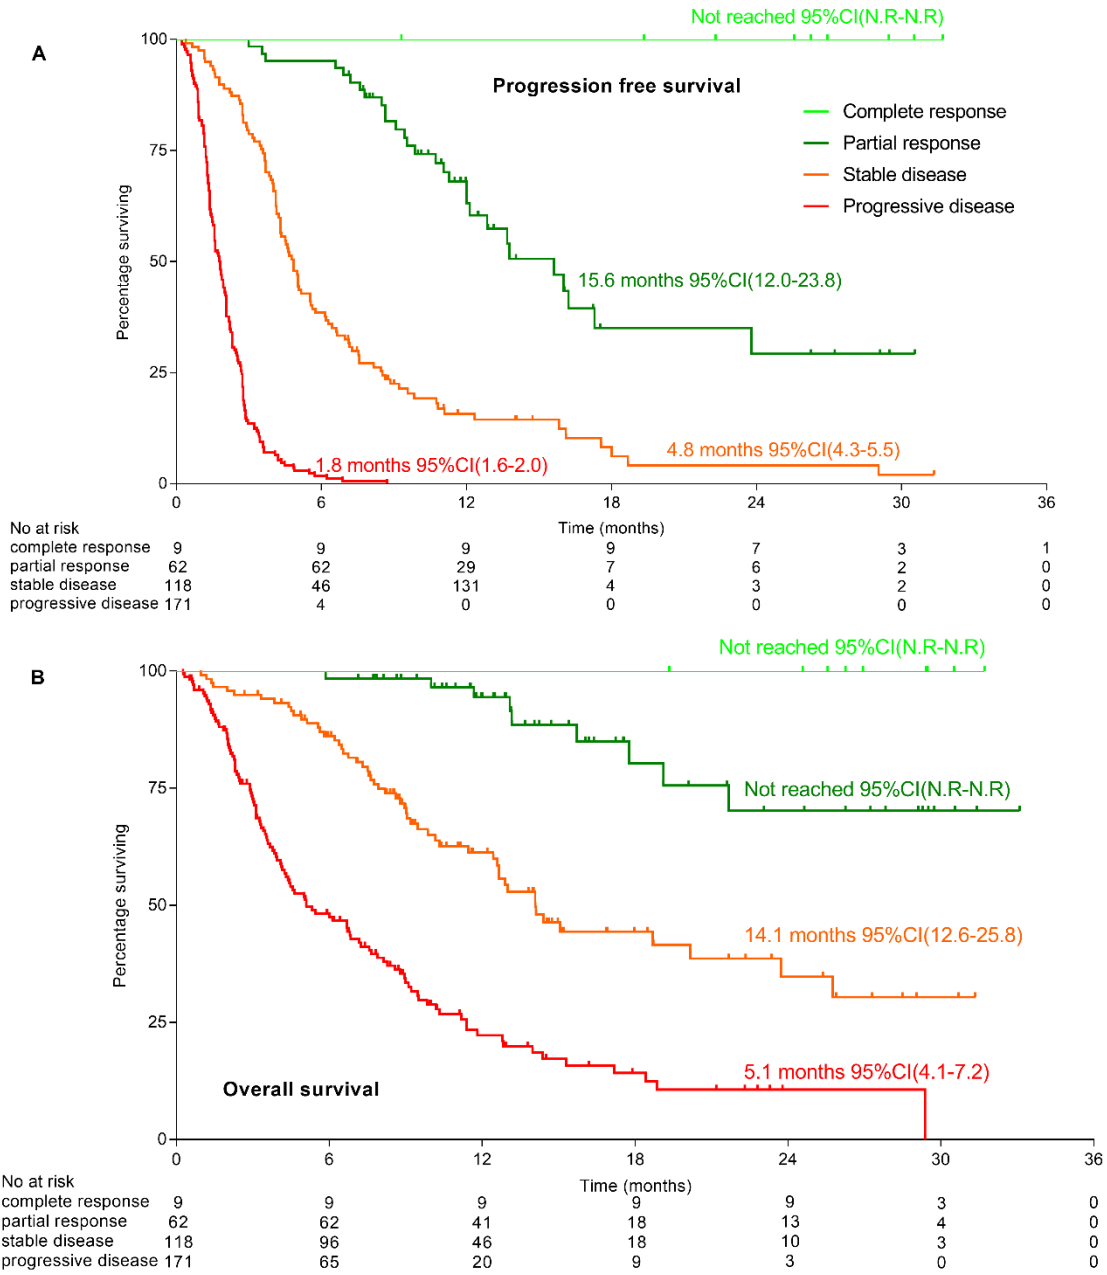 Not reached 95%CI(N.R-N.R)
A
100
Progression free survival
Complete response
Partial response
Stable disease
Progressive disease
75
50
25
0
Percentage surviving
15.6 months 95%CI(12.0-23.8)
4.8 months 95%CI(4.3-5.5)
1.8 months 95%CI(1.6-2.0)
0 6 12 18 24 30 36
Time (months)
No at risk
complete response 9 9 9 9 7 3 1
partial response 62 62 29 7 6 2 0
stable disease 118 46 131 4 3 2 0
progressive disease 171 4 0 0 0 0 0
Not reached 95%CI(N.R-N.R)
B
100
75
50
25
0
Percentage surviving
Not reached 95%CI(N.R-N.R)
14.1 months 95%CI(12.6-25.8)
5.1 months 95%CI(4.1-7.2)
Overall survival
0 6 12 18 24 30 36
Time (months)
No at risk
complete response 9 9 9 9 9 3 0
partial response 62 62 41 18 13 4 0
stable disease 118 96 46 18 10 3 0
progressive disease 171 65 20 9 3 0 0